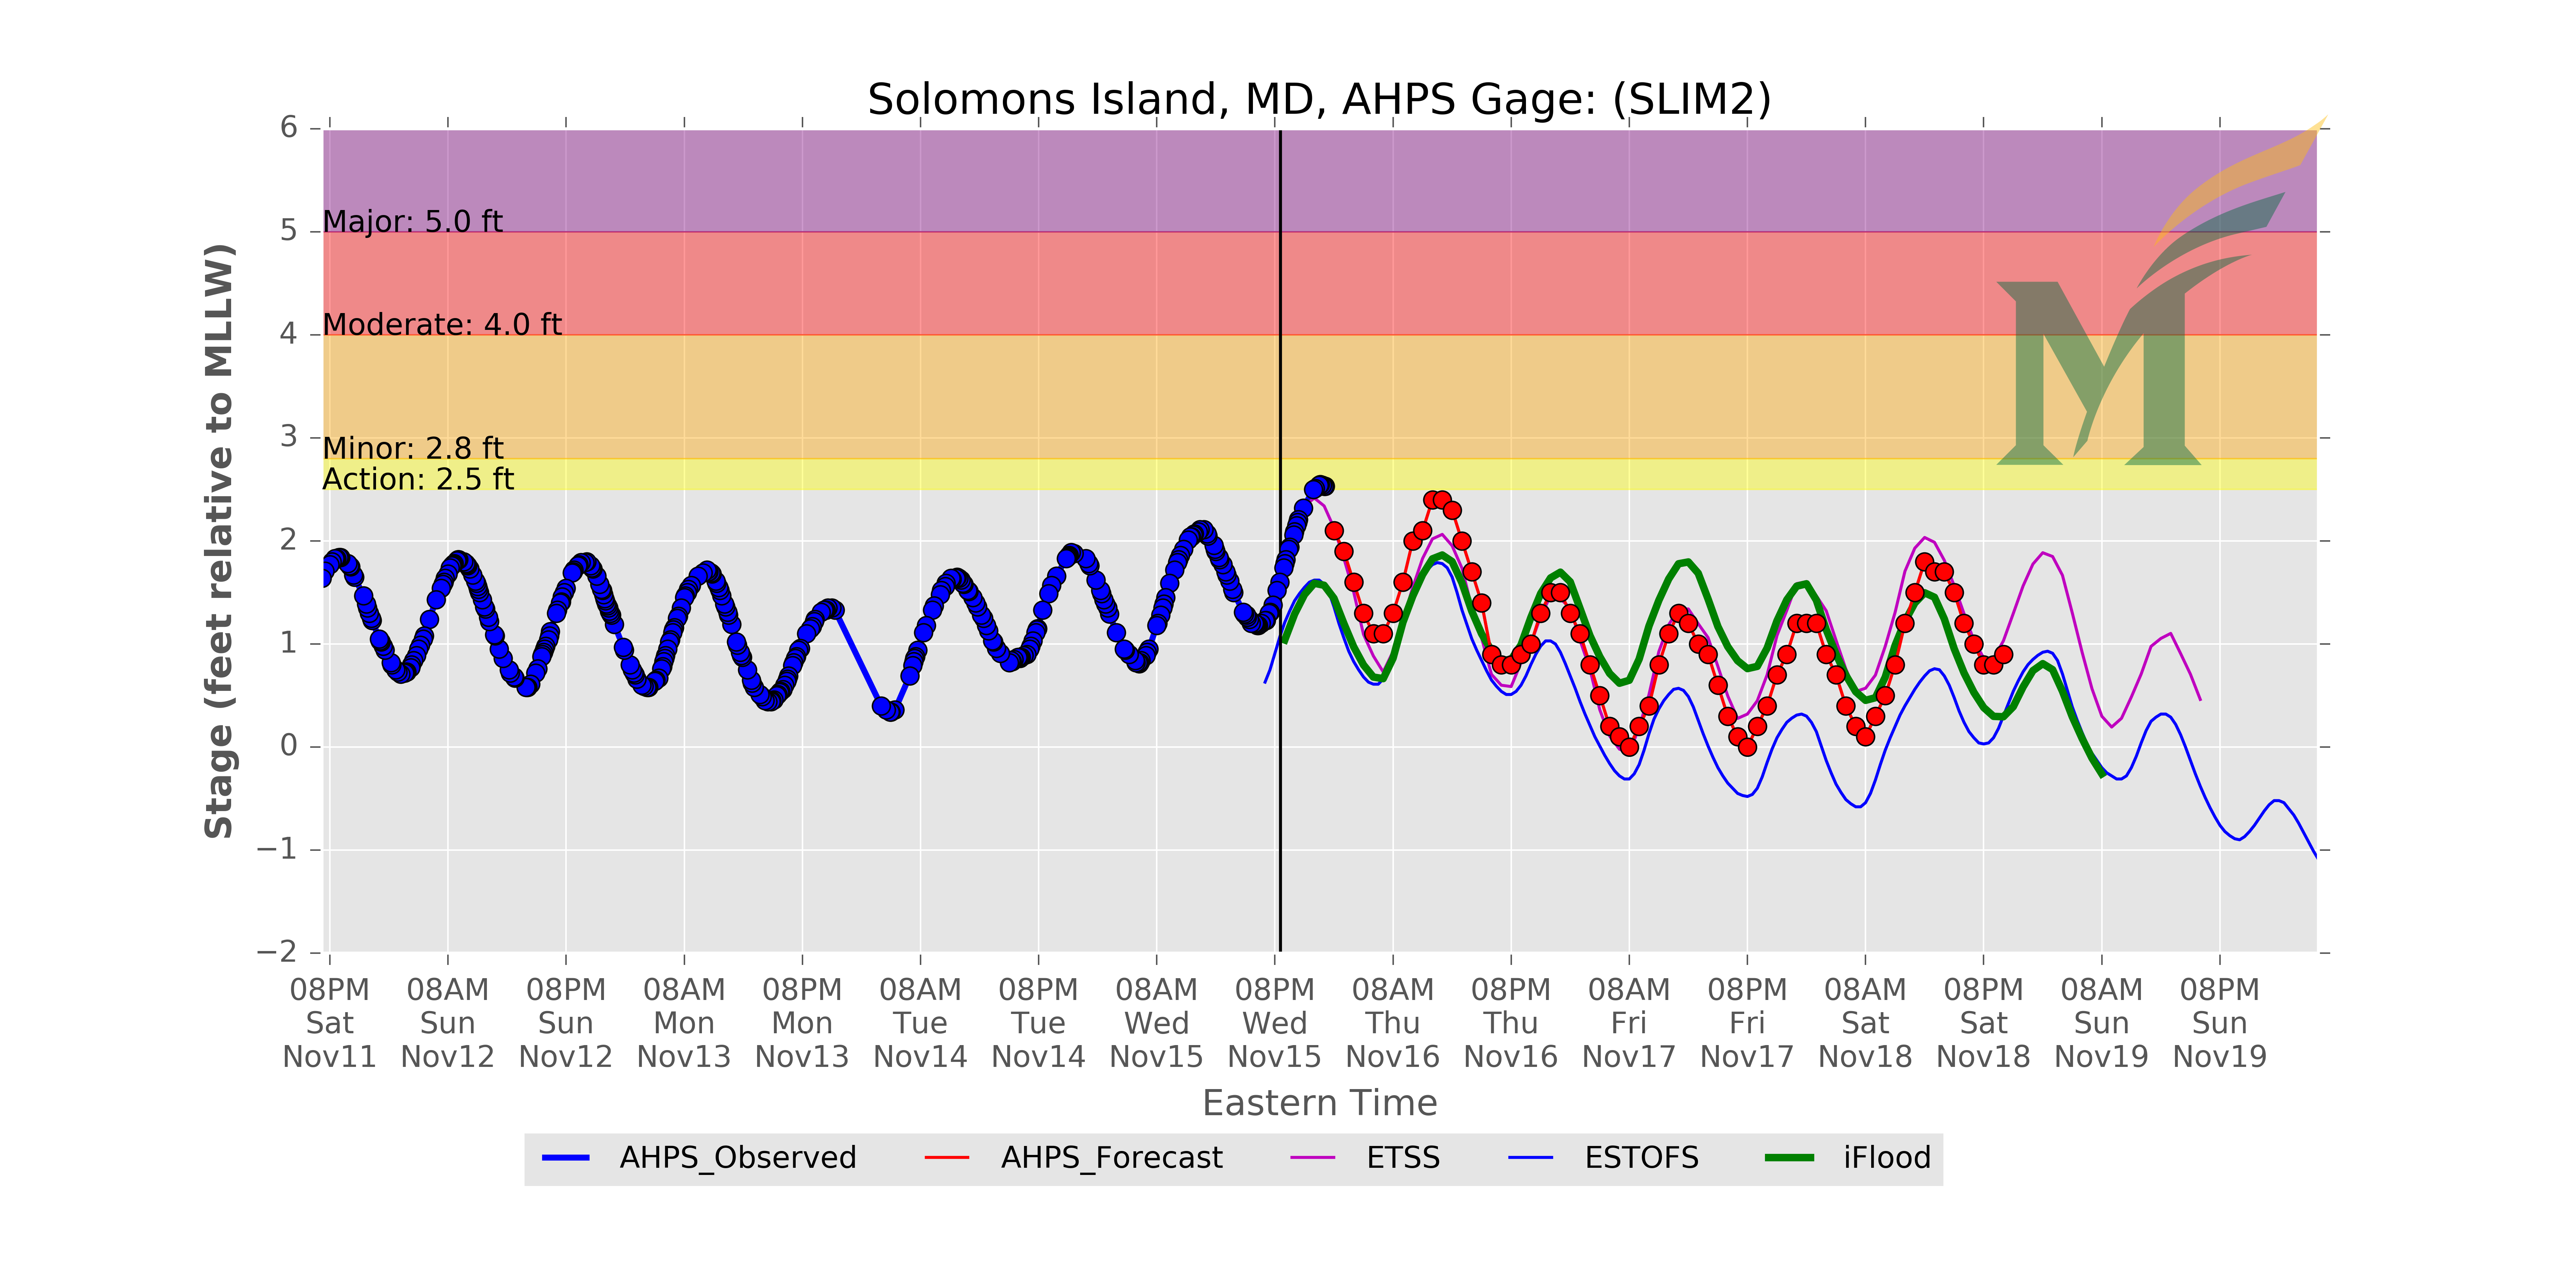 Solomons Island, MD, AHPS Gage: (SLIM2)
6
5
4
3
2
1
0
−1
−2
Stage (feet relative to MLLW)
Major: 5.0 ft
Moderate: 4.0 ft
Minor: 2.8 ft
Action: 2.5 ft
M
08PM 08AM 08PM 08AM 08PM 08AM 08PM 08AM 08PM 08AM 08PM 08AM 08PM 08AM 08PM 08AM 08PM
Sat Sun Sun Mon Mon Tue Tue Wed Wed Thu Thu Fri Fri Sat Sat Sun Sun
Nov11 Nov12 Nov12 Nov13 Nov13 Nov14 Nov14 Nov15 Nov15 Nov16 Nov16 Nov17 Nov17 Nov18 Nov18 Nov19 Nov19
Eastern Time
AHPS_Observed AHPS_Forecast ETSS ESTOFS iFlood